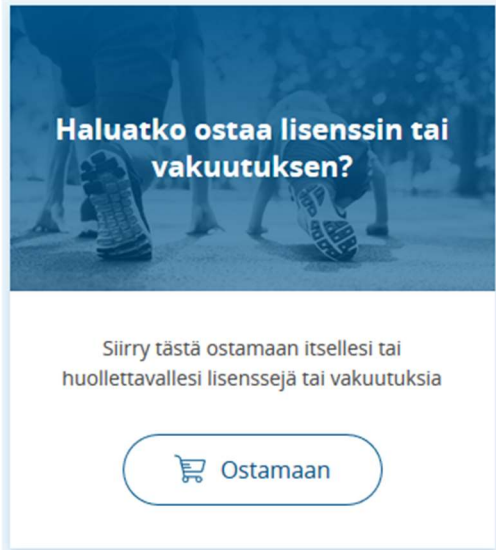 Haluatko ostaa lisenssin tai
vakuutuksen?
Siirry tästä ostamaan itsellesi tai
huollettavallesi lisenssejä tai vakuutuksia
Ostamaan